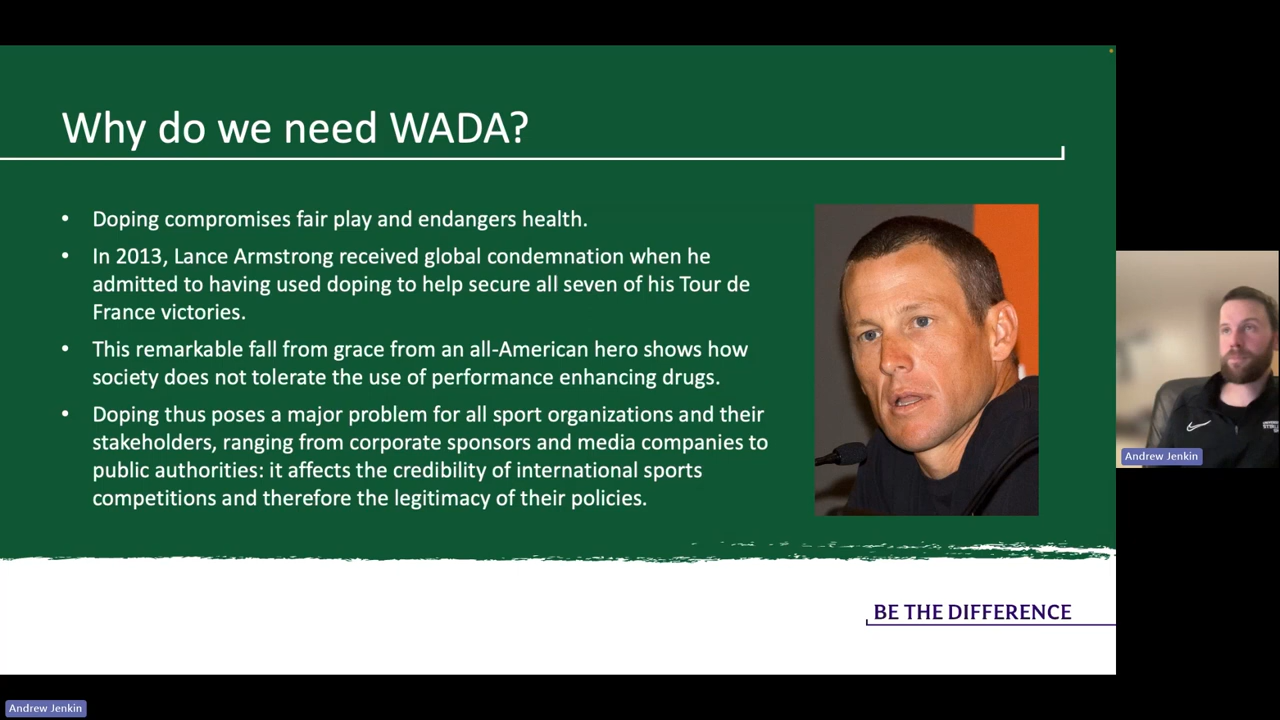 Why do we need WADA?
• Doping compromises fair play and endangers health.
• In 2013, Lance Armstrong received global condemnation when he
admitted to having used doping to help secure all seven of his Tour de
France victories.
• This remarkable fall from grace from an all-American hero shows how
society does not tolerate the use of performance enhancing drugs.
• Doping thus poses a major problem for all sport organizations and their
stakeholders, ranging from corporate sponsors and media companies to
public authorities: it affects the credibility of international sports
competitions and therefore the legitimacy of their policies.
BE THE DIFFERENCE
Andrew Jenkin
Andrew Jenkin